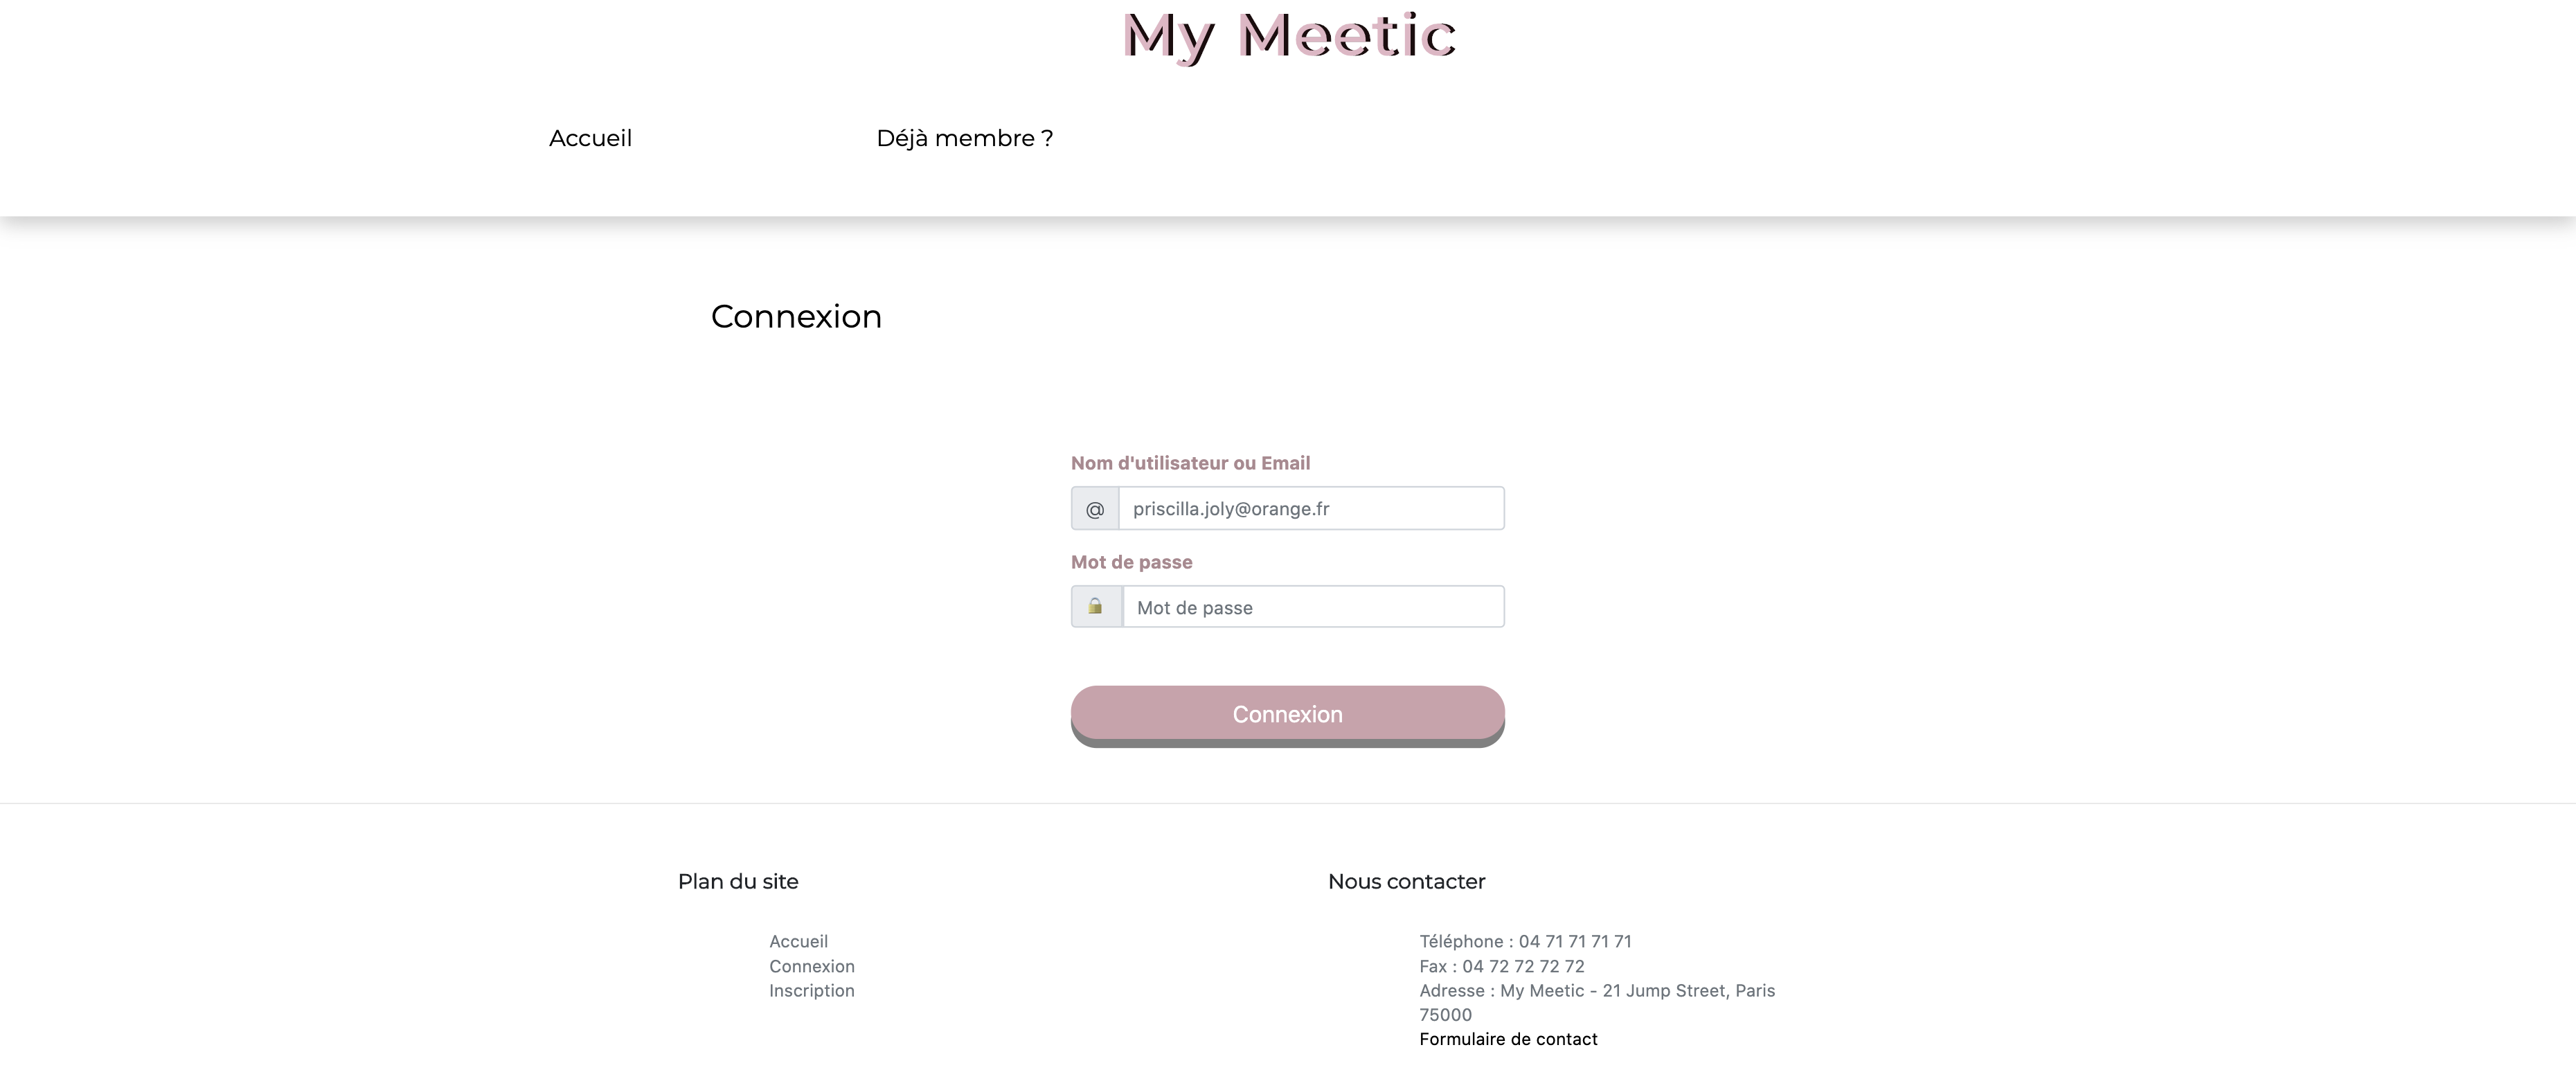 My Meetic
Accueil
Déjà membre ?
Connexion
Nom d'utilisateur ou Email
@ priscilla.joly@orange.fr
Mot de passe
Mot de passe
Connexion
Plan du site
Accueil
Connexion
Inscription
Nous contacter
Téléphone : 04 71 71 71 71
Fax : 04 72 72 72 72
Adresse : My Meetic - 21 Jump Street, Paris
75000
Formulaire de contact